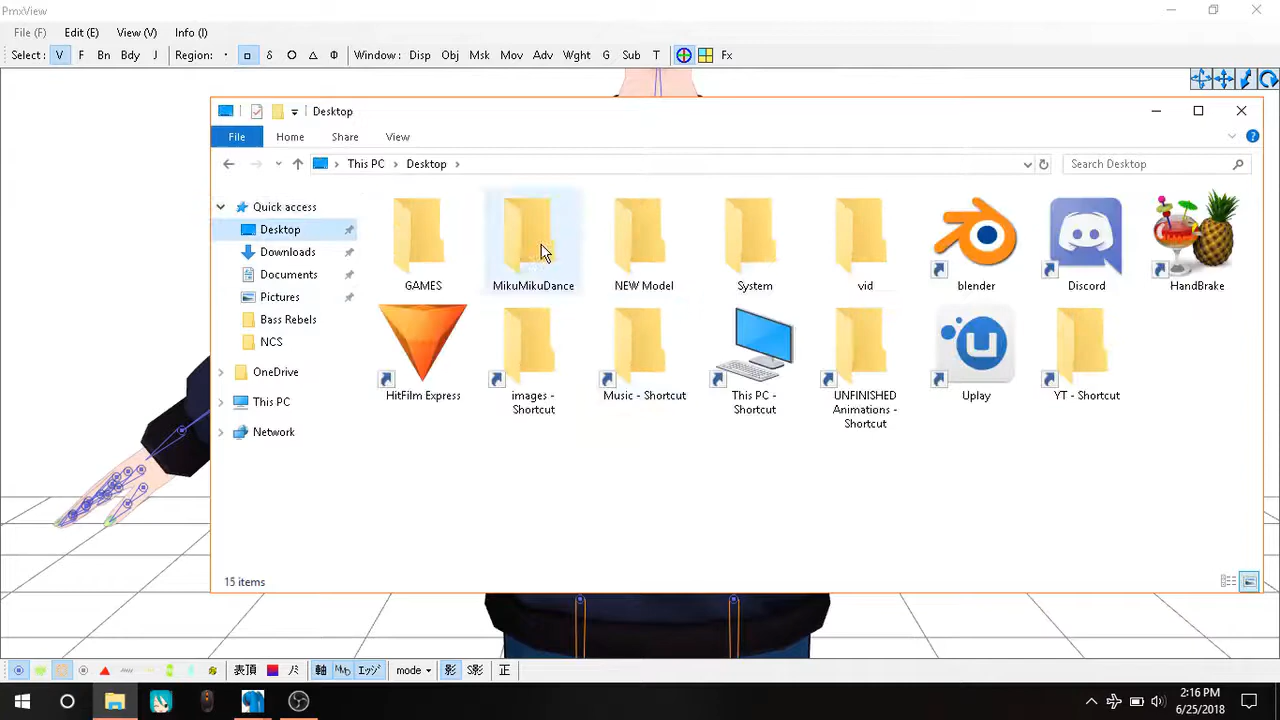 PmxView
File (F) Edit (E) View (V) Info (I)
Select : V F Bn Bdy J Region: Window : Disp Obj Msk Mov Adv Wght G Sub T Fx
Desktop
File Home Share View
This PC Desktop Search Desktop
Quick access
Desktop
Downloads
Documents
Pictures
Bass Rebels
NCS
OneDrive
This PC
Network
GAMES MikuMikuDance NEW Model System vid blender Discord HandBrake
HitFilm Express images - Shortcut Music - Shortcut This PC - Shortcut UNFINISHED Animations - Shortcut Uplay YT - Shortcut
15 items
表頂 軸 エッジ mode 影 S影 正
2:16 PM
6/25/2018